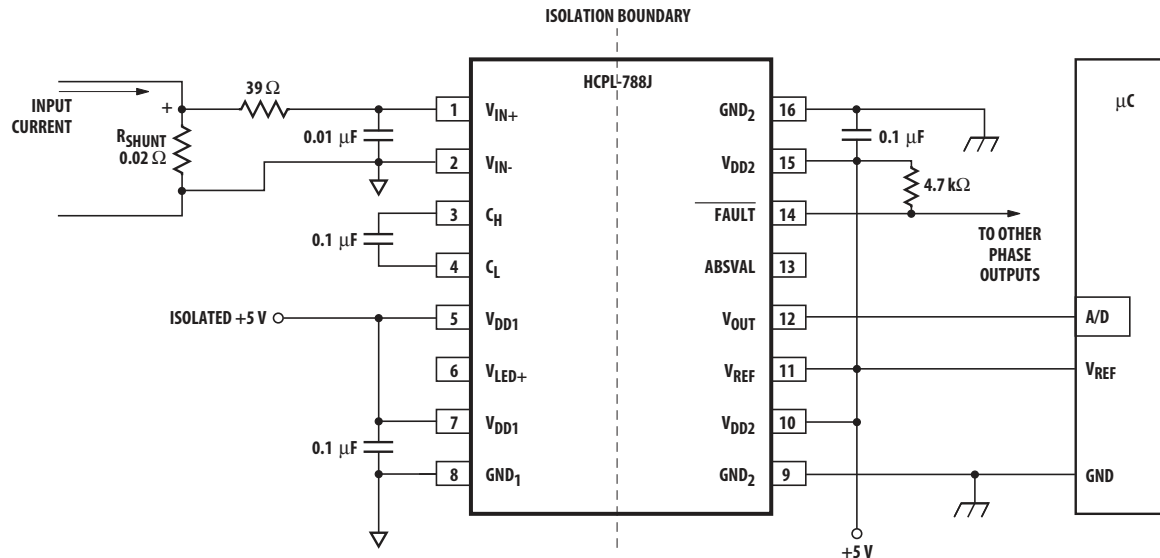 ISOLATION BOUNDARY
HCPL-788J
INPUT
CURRENT
+
39 Ω
R_SHUNT
0.02 Ω
0.01 μF
0.1 μF
ISOLATED +5 V
0.1 μF
1 V_IN+
2 V_IN-
3 C_H
4 C_L
5 V_DD1
6 V_LED+
7 V_DD1
8 GND_1
GND_2 16
V_DD2 15
F̅A̅U̅L̅T̅ 14
ABSVAL 13
V_OUT 12
V_REF 11
V_DD2 10
GND_2 9
0.1 μF
4.7 kΩ
TO OTHER
PHASE
OUTPUTS
+5 V
μC
A/D
V_REF
GND